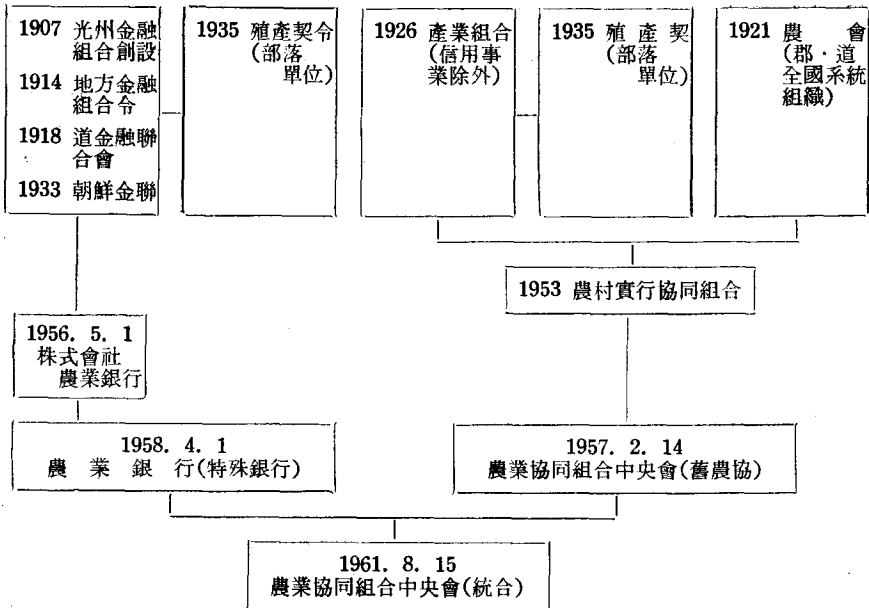 1907 光州金融
組合創設
1914 地方金融
組合令
1918 道金融聯
合會
1933 朝鮮金聯
1935 殖產契令
(部落
單位)
1926 產業組合
(信用事
業除外)
1935 殖 產 契
(部落
單位)
1921 農 會
(郡·道
全國系統
組織)
1953 農村實行協同組合
1956. 5. 1
株式會社
農業銀行
1958. 4. 1
農 業 銀 行(特殊銀行)
1957. 2. 14
農業協同組合中央會(舊農協)
1961. 8. 15
農業協同組合中央會(統合)